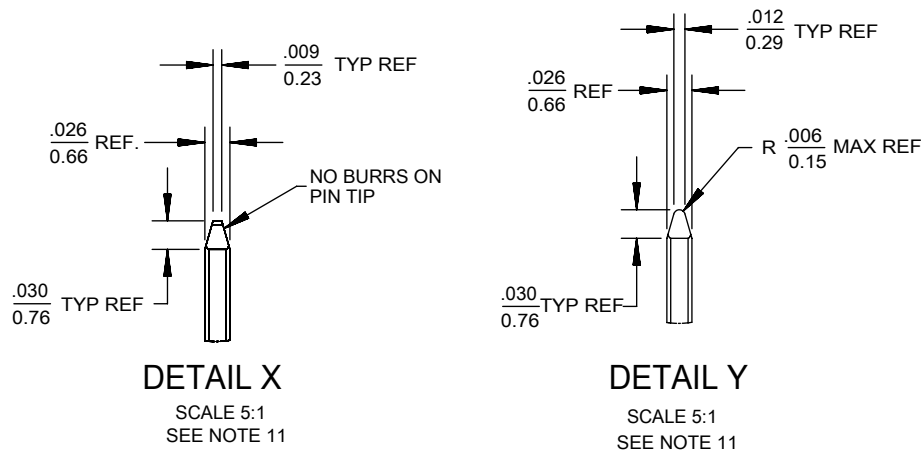 .009
0.23 TYP REF
.026
0.66 REF.
NO BURRS ON
PIN TIP
.030
0.76 TYP REF
DETAIL X
SCALE 5:1
SEE NOTE 11
.012
0.29 TYP REF
.026
0.66 REF
R .006
0.15 MAX REF
.030
0.76 TYP REF
DETAIL Y
SCALE 5:1
SEE NOTE 11